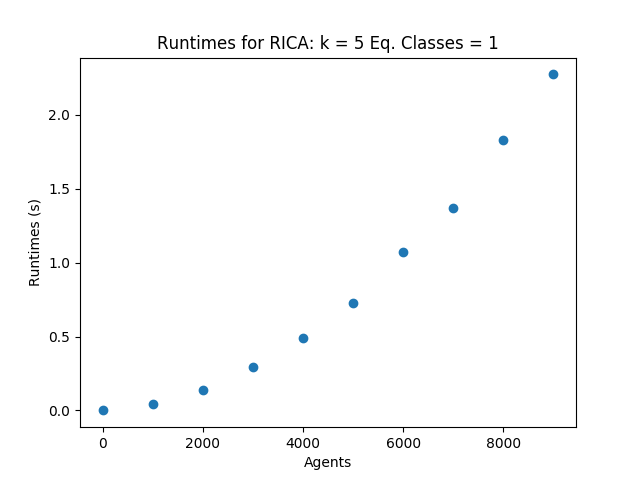 Runtimes for RICA: k = 5 Eq. Classes = 1
2.0
1.5
1.0
0.5
0.0
Runtimes (s)
0 2000 4000 6000 8000
Agents